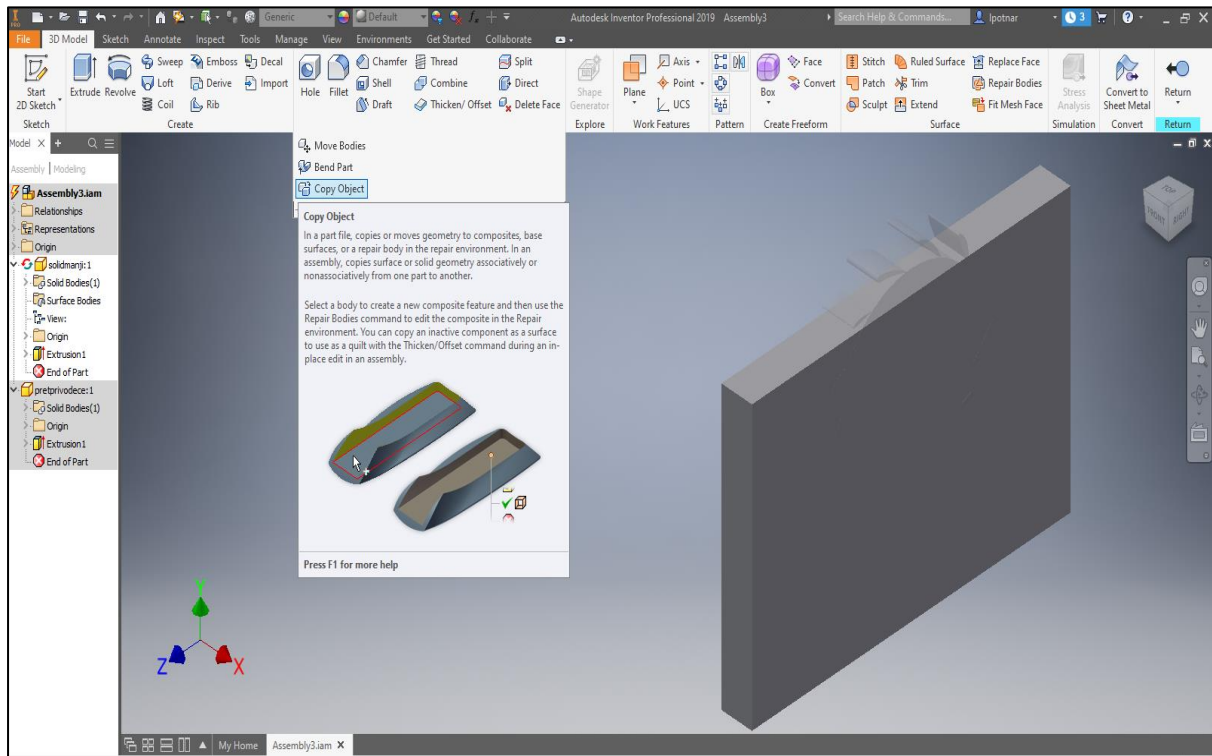 PRO
Generic
Default
Autodesk Inventor Professional 2019 Assembly3
Search Help & Commands...
lpotnar
3
File 3D Model Sketch Annotate Inspect Tools Manage View Environments Get Started Collaborate
Start
2D Sketch
Extrude Revolve
Sweep Emboss Decal
Loft Derive Import
Coil Rib
Hole Fillet
Chamfer Thread Split
Shell Combine Direct
Draft Thicken/ Offset Delete Face
Shape
Generator
Plane
Axis
Point
UCS
Box
Face
Convert
Stitch Ruled Surface Replace Face
Patch Trim Repair Bodies
Sculpt Extend Fit Mesh Face
Stress
Analysis
Convert to
Sheet Metal
Return
Sketch Create Explore Work Features Pattern Create Freeform Surface Simulation Convert Return
Model
Assembly Modeling
Assembly3.iam
Relationships
Representations
Origin
solidmanji:1
Solid Bodies(1)
Surface Bodies
View:
Origin
Extrusion1
End of Part
pretprivodece:1
Solid Bodies(1)
Origin
Extrusion1
End of Part
Move Bodies
Bend Part
Copy Object
Copy Object
In a part file, copies or moves geometry to composites, base
surfaces, or a repair body in the repair environment. In an
assembly, copies surface or solid geometry associatively or
nonassociatively from one part to another.
Select a body to create a new composite feature and then use the
Repair Bodies command to edit the composite in the Repair
environment. You can copy an inactive component as a surface
to use as a quilt with the Thicken/Offset command during an in-
place edit in an assembly.
Press F1 for more help
TOP
FRONT
RIGHT
Y
Z
X
My Home Assembly3.iam